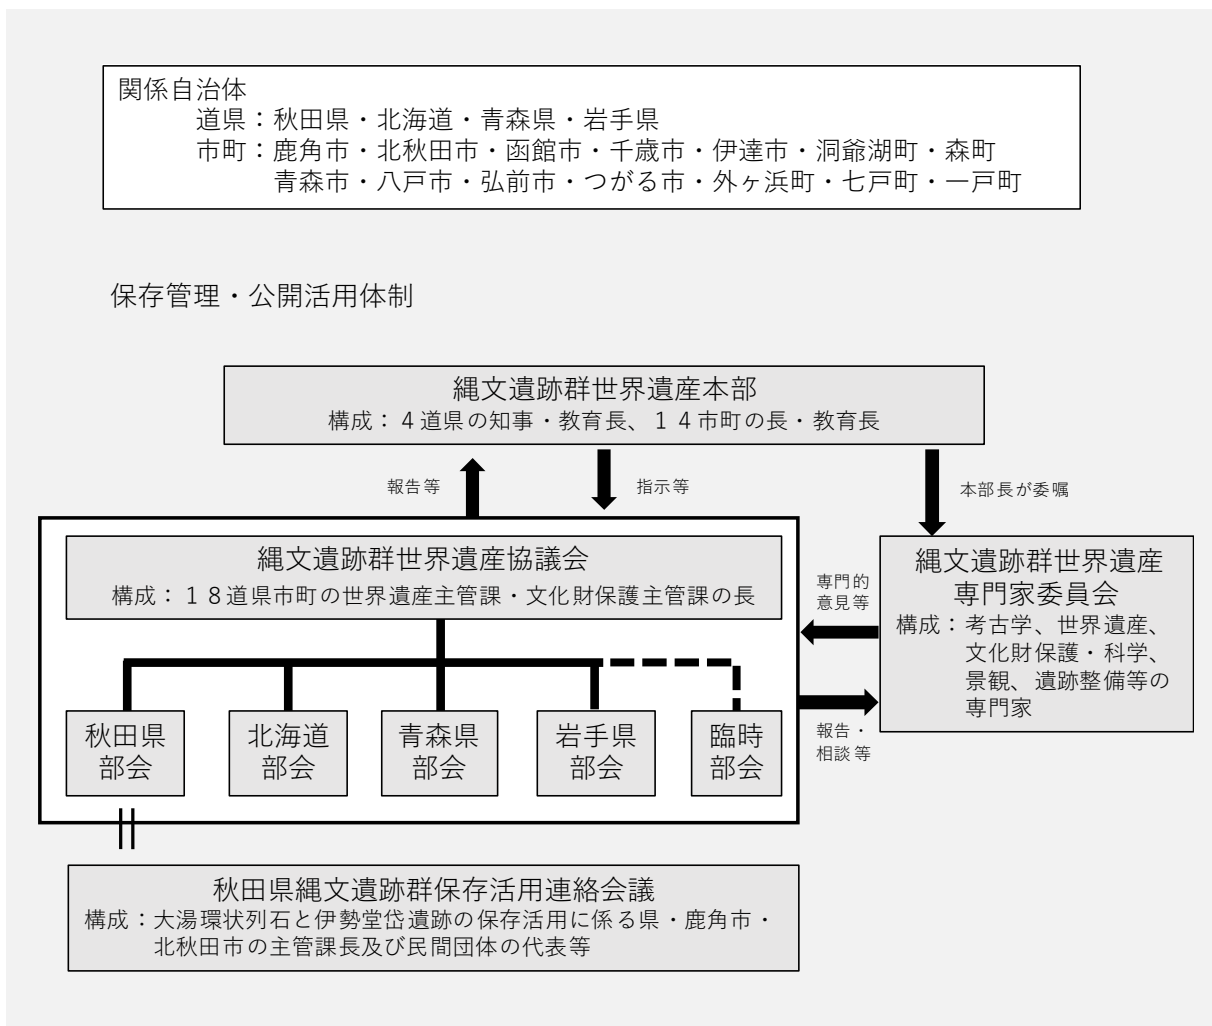 関係自治体
道県：秋田県・北海道・青森県・岩手県
市町：鹿角市・北秋田市・函館市・千歳市・伊達市・洞爺湖町・森町
青森市・八戸市・弘前市・つがる市・外ヶ浜町・七戸町・一戸町
保存管理・公開活用体制
縄文遺跡群世界遺産本部
構成：４道県の知事・教育長、１４市町の長・教育長
報告等
指示等
本部長が委嘱
縄文遺跡群世界遺産協議会
構成：１８道県市町の世界遺産主管課・文化財保護主管課の長
専門的
意見等
縄文遺跡群世界遺産
専門家委員会
構成：考古学、世界遺産、
文化財保護・科学、
景観、遺跡整備等の
専門家
報告・
相談等
秋田県
部会
北海道
部会
青森県
部会
岩手県
部会
臨時
部会
秋田県縄文遺跡群保存活用連絡会議
構成：大湯環状列石と伊勢堂岱遺跡の保存活用に係る県・鹿角市・
北秋田市の主管課長及び民間団体の代表等